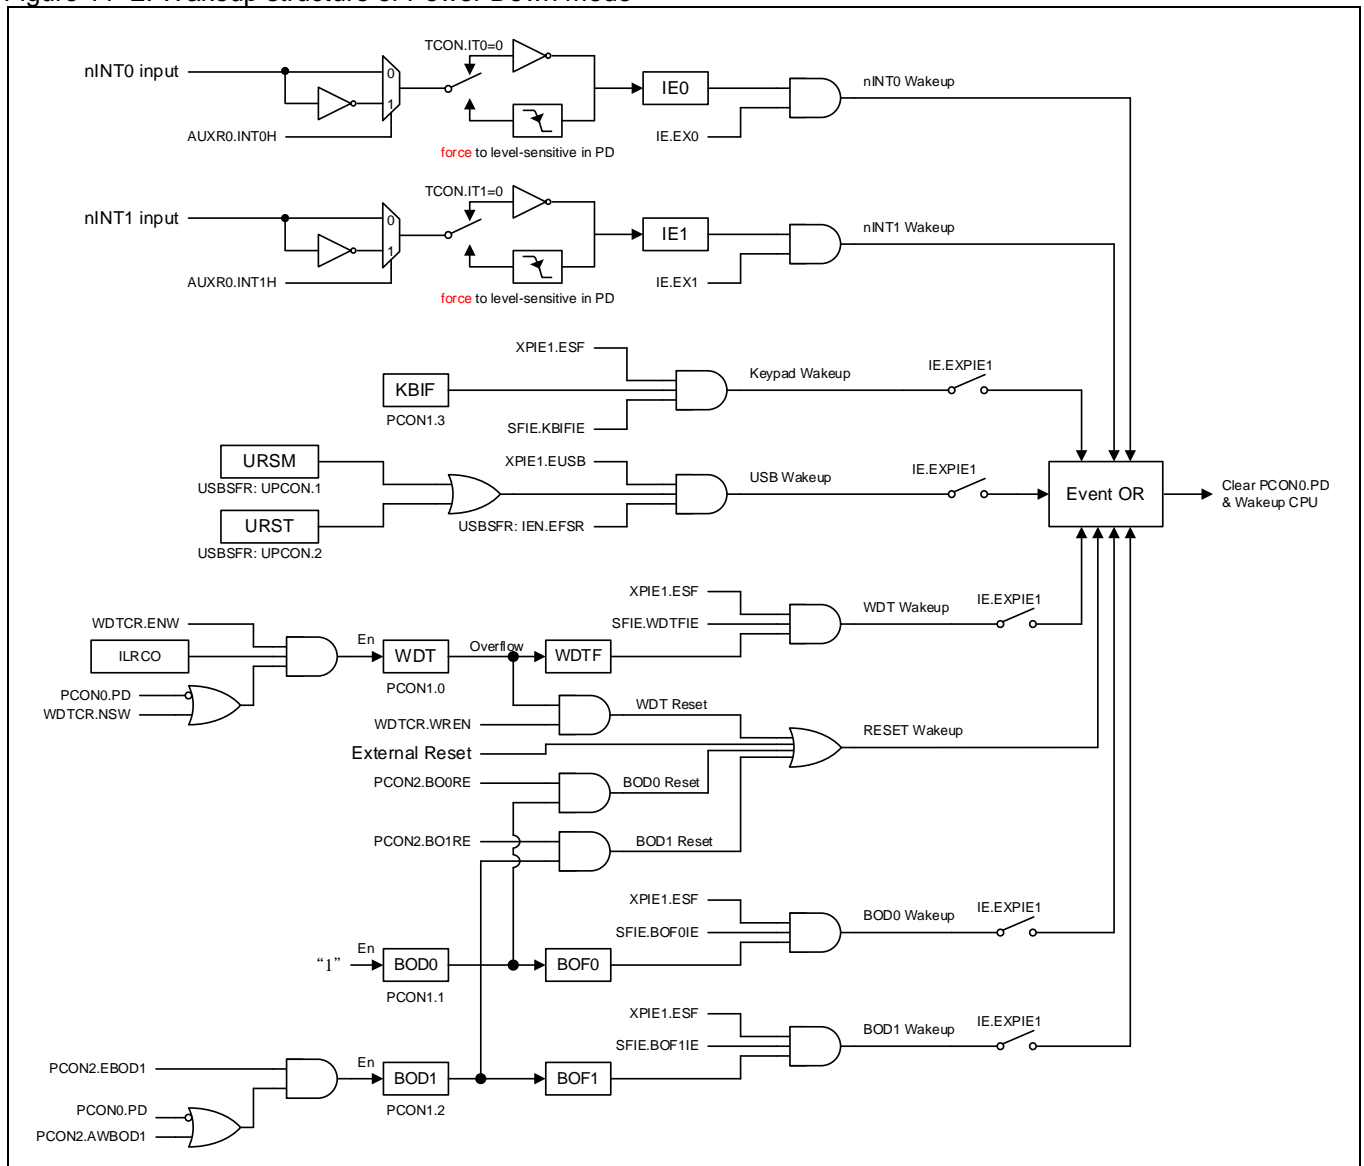 Figure 11-2. Wakeup structure of Power Down mode
TCON.IT0=0
nINT0 input
0
1
IE0
nINT0 Wakeup
AUXR0.INT0H
IE.EX0
force to level-sensitive in PD
TCON.IT1=0
nINT1 input
0
1
IE1
nINT1 Wakeup
AUXR0.INT1H
IE.EX1
force to level-sensitive in PD
XPIE1.ESF
KBIF
Keypad Wakeup
IE.EXPIE1
PCON1.3
SFIE.KBIFIE
URSM
XPIE1.EUSB
USB Wakeup
IE.EXPIE1
USBSFR: UPCON.1
Event OR
Clear PCON0.PD
& Wakeup CPU
URST
USBSFR: IEN.EFSR
USBSFR: UPCON.2
XPIE1.ESF
WDT Wakeup
IE.EXPIE1
WDTCR.ENW
SFIE.WDTFIE
ILRCO
En
WDT
Overflow
WDTF
PCON1.0
PCON0.PD
WDTCR.NSW
WDT Reset
WDTCR.WREN
RESET Wakeup
External Reset
PCON2.BO0RE
BOD0 Reset
PCON2.BO1RE
BOD1 Reset
XPIE1.ESF
BOD0 Wakeup
IE.EXPIE1
SFIE.BOF0IE
“1”
En
BOD0
BOF0
PCON1.1
XPIE1.ESF
BOD1 Wakeup
IE.EXPIE1
SFIE.BOF1IE
PCON2.EBOD1
En
BOD1
BOF1
PCON1.2
PCON0.PD
PCON2.AWBOD1